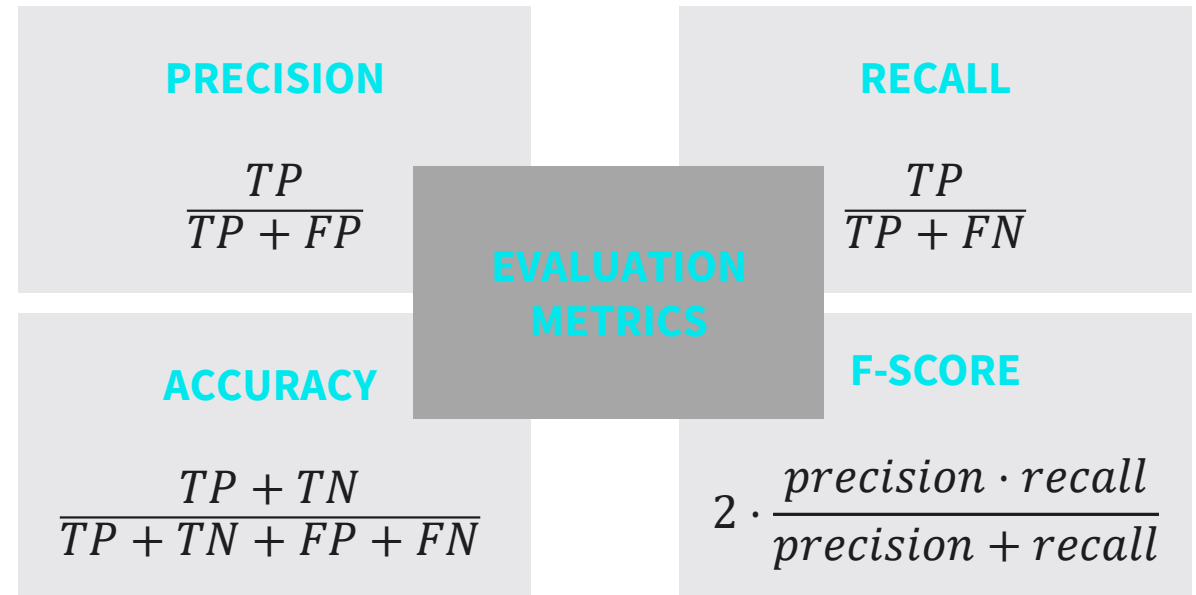 PRECISION
TP
TP + FP
RECALL
TP
TP + FN
EVALUATION
METRICS
ACCURACY
TP + TN
TP + TN + FP + FN
F-SCORE
precision · recall
2 ·
precision + recall